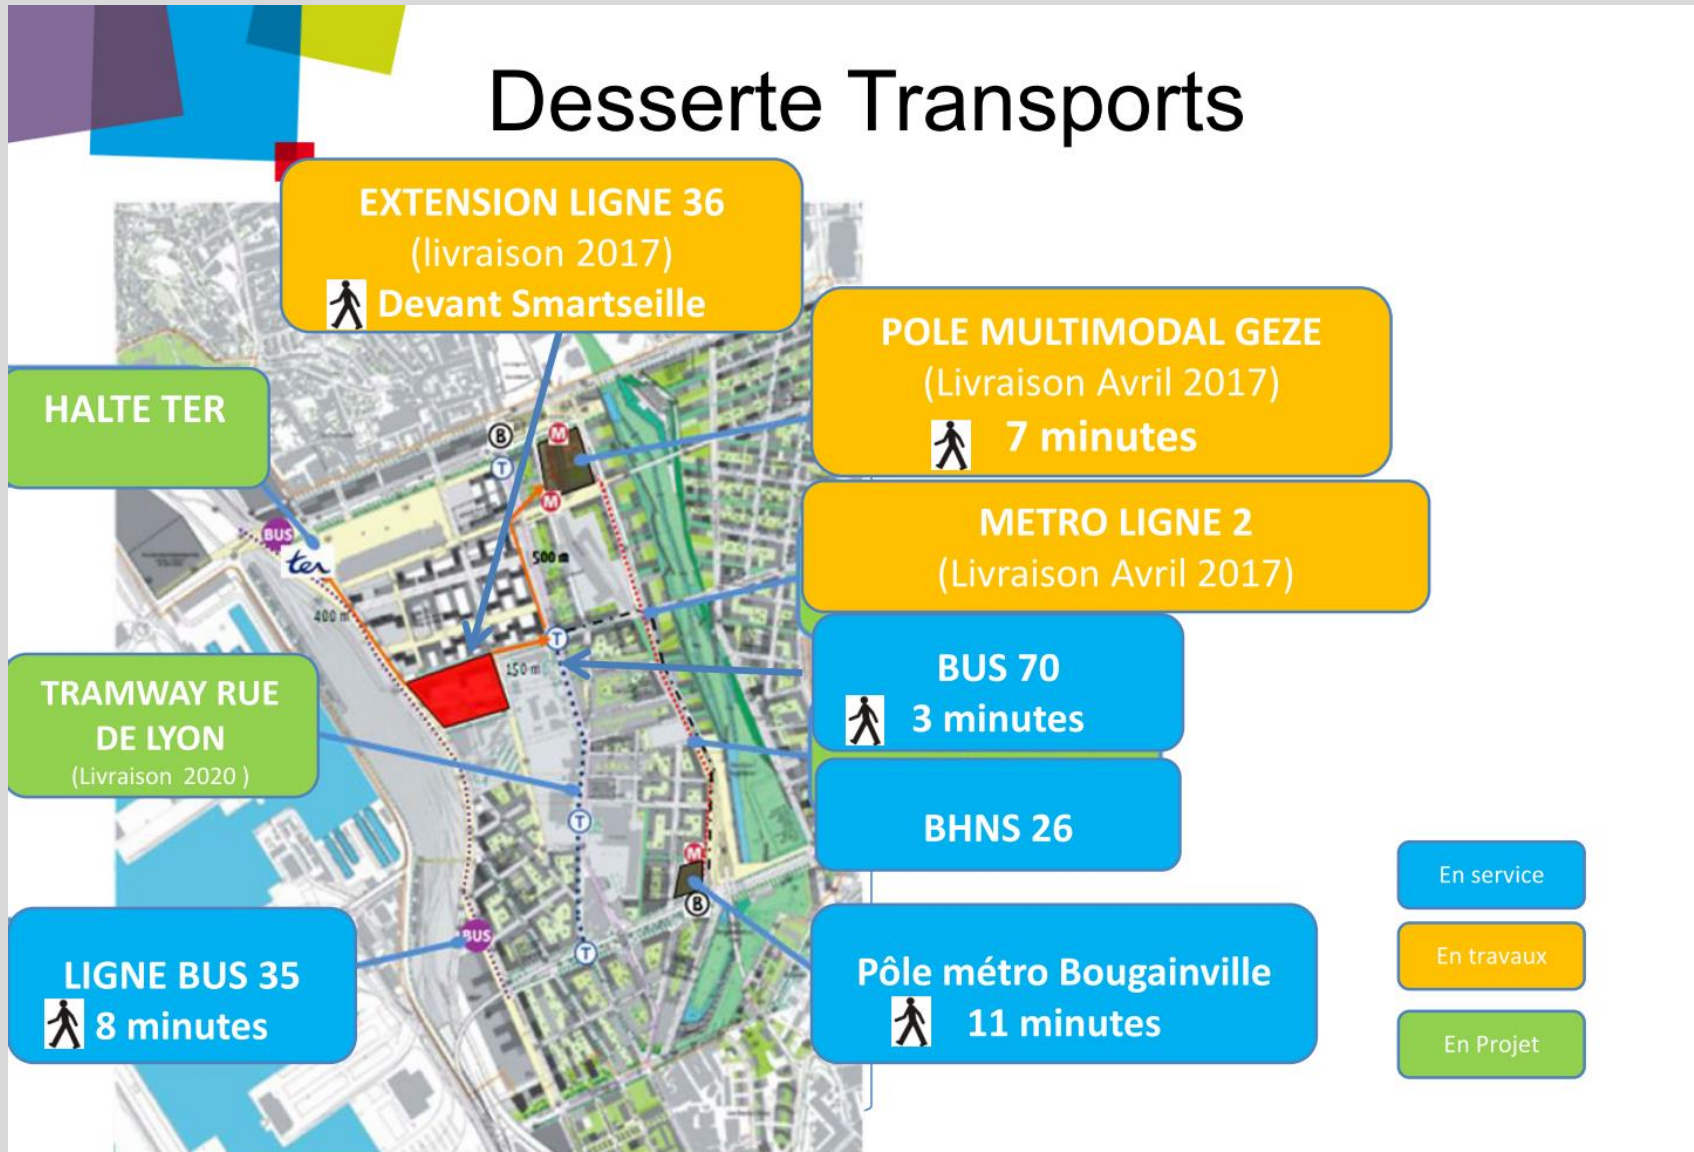 Desserte Transports
EXTENSION LIGNE 36
(livraison 2017)
Devant Smartseille
POLE MULTIMODAL GEZE
(Livraison Avril 2017)
7 minutes
HALTE TER
METRO LIGNE 2
(Livraison Avril 2017)
B
M
T
M
BUS
ter
500 m
400 m
T
150 m
BUS 70
3 minutes
TRAMWAY RUE
DE LYON
(Livraison 2020 )
BHNS 26
T
M
B
En service
En travaux
En Projet
LIGNE BUS 35
8 minutes
BUS
T
Pôle métro Bougainville
11 minutes